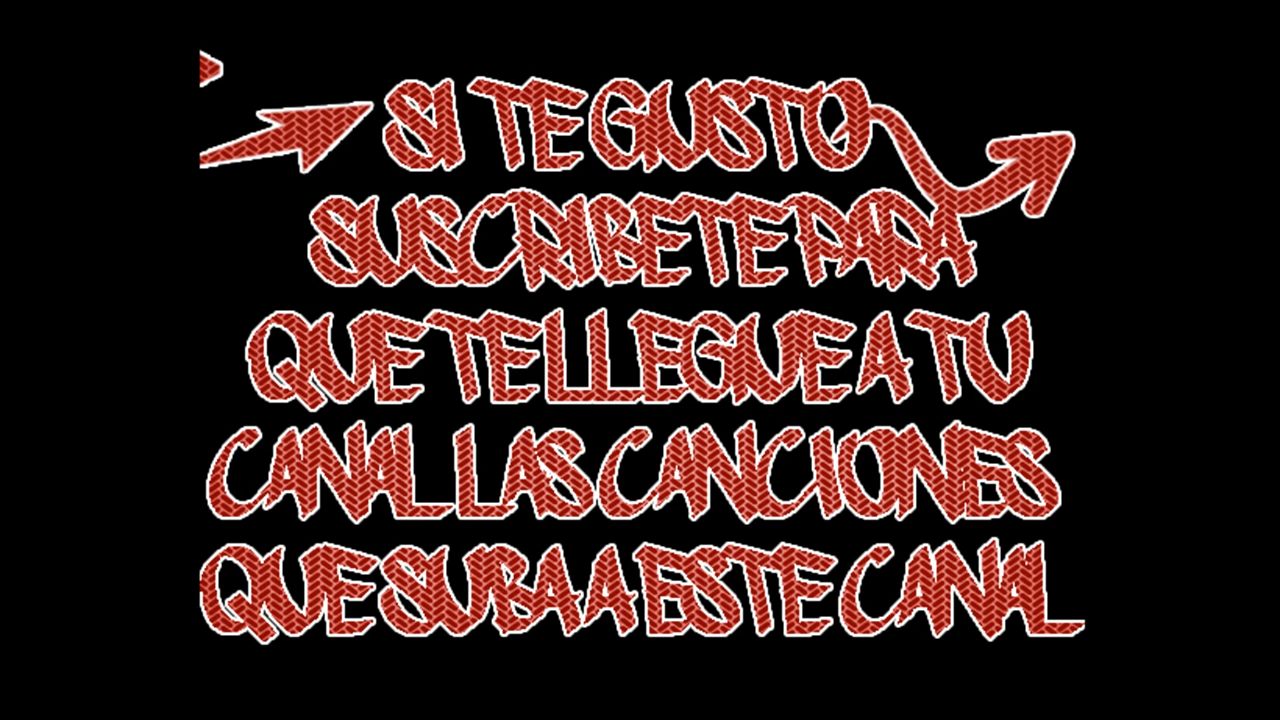 SI TE GUSTO
SUSCRIBETE PARA
QUE TE LLEGUE A TU
CANAL LAS CANCIONES
QUE SUBA A ESTE CANAL